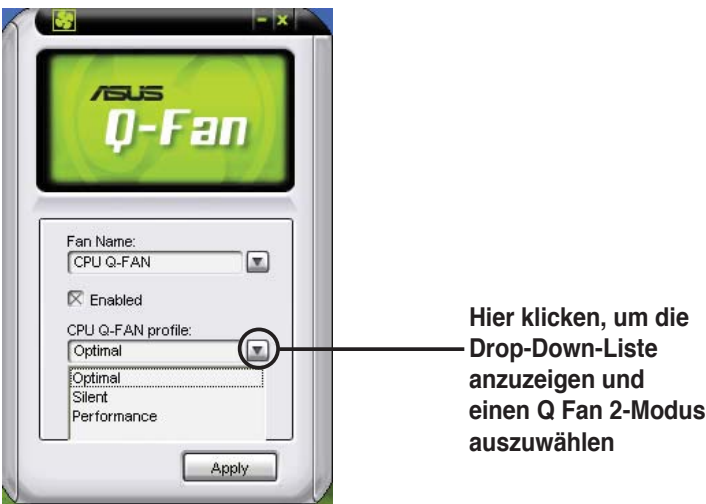 ASUS
Q-Fan
Fan Name:
CPU Q-FAN
Enabled
CPU Q-FAN profile:
Optimal
Optimal
Silent
Performance
Apply
Hier klicken, um die
Drop-Down-Liste
anzuzeigen und
einen Q Fan 2-Modus
auszuwählen